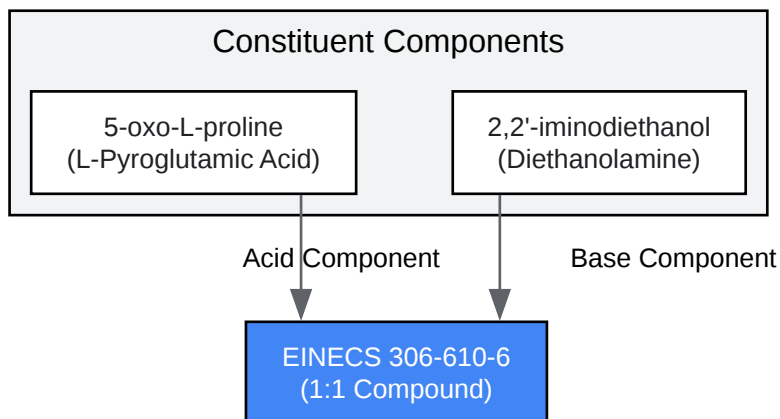 Constituent Components
5-oxo-L-proline
(L-Pyroglutamic Acid)
2,2'-iminodiethanol
(Diethanolamine)
Acid Component
Base Component
EINECS 306-610-6
(1:1 Compound)